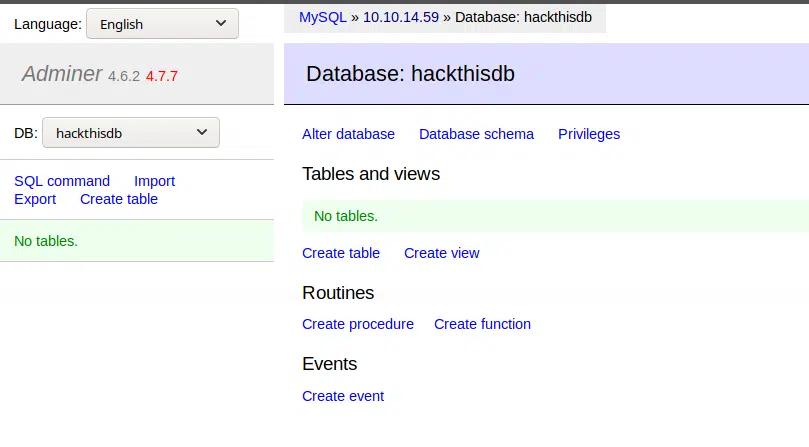 Language: English
Adminer 4.6.2 4.7.7
DB: hackthisdb
SQL command Import
Export Create table
No tables.
MySQL » 10.10.14.59 » Database: hackthisdb
Database: hackthisdb
Alter database Database schema Privileges
Tables and views
No tables.
Create table Create view
Routines
Create procedure Create function
Events
Create event